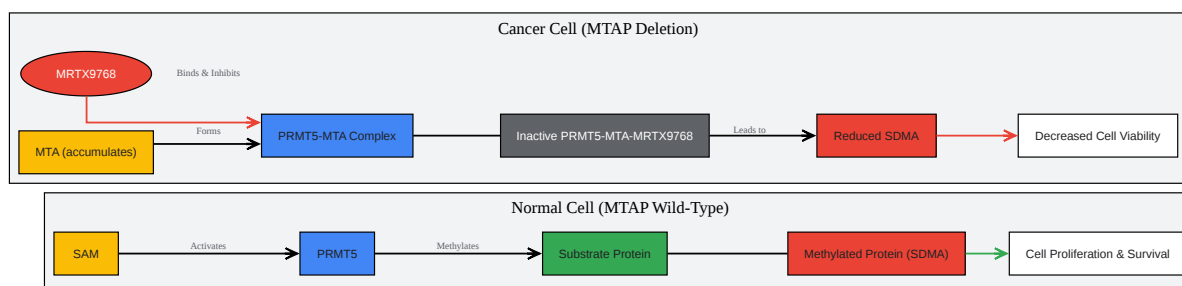 Cancer Cell (MTAP Deletion)
MRTX9768
Binds & Inhibits
MTA (accumulates)
Forms
PRMT5-MTA Complex
Inactive PRMT5-MTA-MRTX9768
Leads to
Reduced SDMA
Decreased Cell Viability
Normal Cell (MTAP Wild-Type)
SAM
Activates
PRMT5
Methylates
Substrate Protein
Methylated Protein (SDMA)
Cell Proliferation & Survival